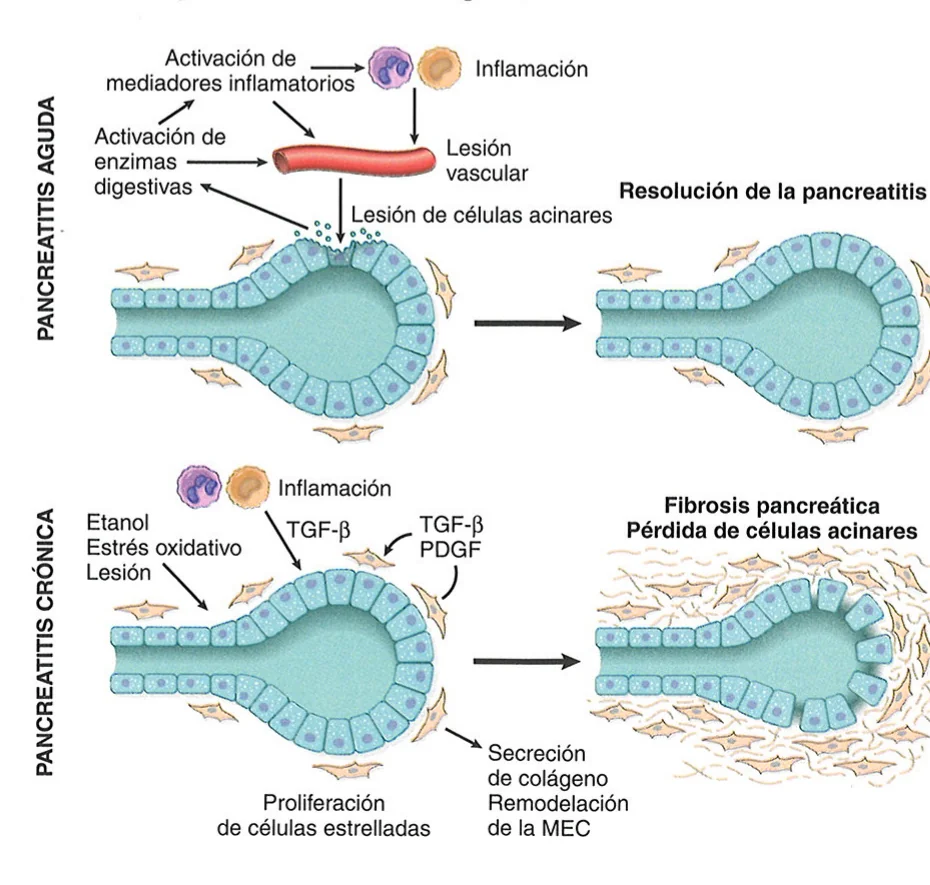 PANCREATITIS AGUDA
Activación de
mediadores inflamatorios
Inflamación
Activación de
enzimas
digestivas
Lesión
vascular
Lesión de células acinares
Resolución de la pancreatitis
PANCREATITIS CRÓNICA
Inflamación
Etanol
Estrés oxidativo
Lesión
TGF-β
TGF-β
PDGF
Fibrosis pancreática
Pérdida de células acinares
Secreción
de colágeno
Remodelación
de la MEC
Proliferación
de células estrelladas